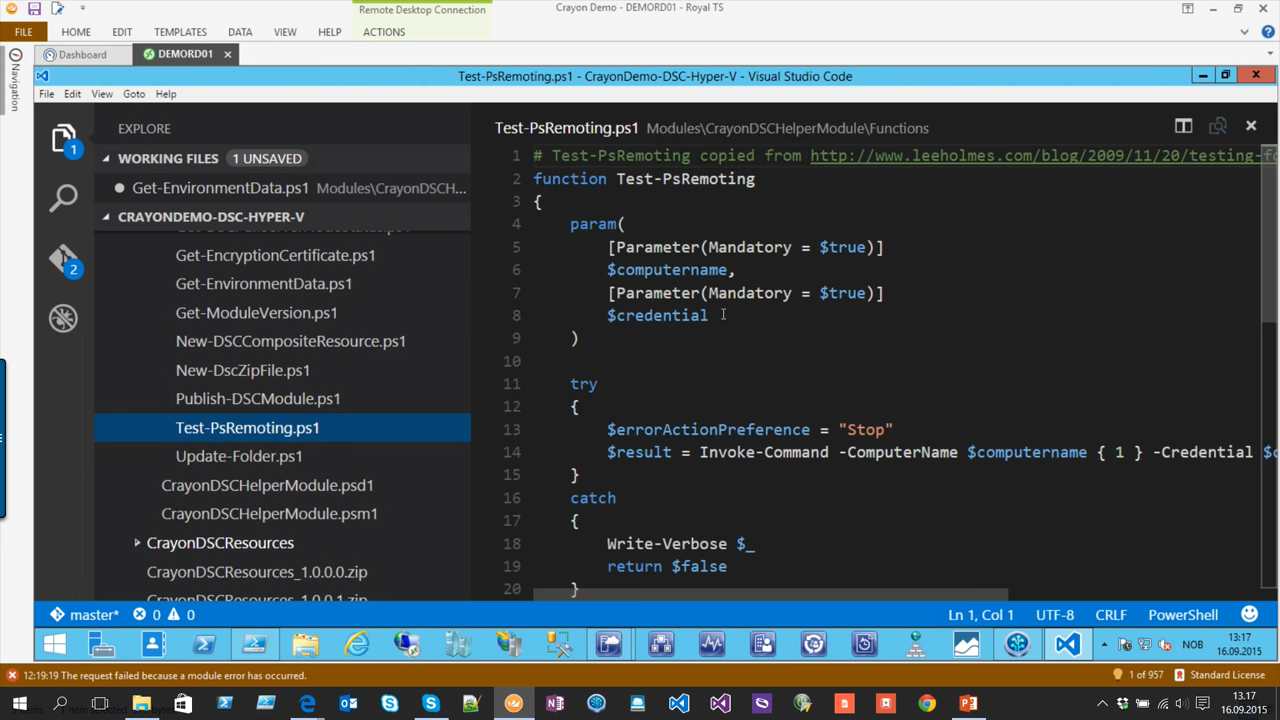 Remote Desktop Connection
Crayon Demo - DEMORD01 - Royal TS
FILE
HOME
EDIT
TEMPLATES
DATA
VIEW
HELP
ACTIONS
Navigation
Dashboard
DEMORD01
Test-PsRemoting.ps1 - CrayonDemo-DSC-Hyper-V - Visual Studio Code
File Edit View Goto Help
EXPLORE
WORKING FILES 1 UNSAVED
Get-EnvironmentData.ps1 Modules\CrayonDSCH...
CRAYONDEMO-DSC-HYPER-V
Get-EncryptionCertificate.ps1
Get-EnvironmentData.ps1
Get-ModuleVersion.ps1
New-DSCCompositeResource.ps1
New-DscZipFile.ps1
Publish-DSCModule.ps1
Test-PsRemoting.ps1
Update-Folder.ps1
CrayonDSCHelperModule.psd1
CrayonDSCHelperModule.psm1
CrayonDSCResources
CrayonDSCResources_1.0.0.0.zip
CrayonDSCResources_1.0.0.1.zip
1
2
Test-PsRemoting.ps1 Modules\CrayonDSCHelperModule\Functions
1 # Test-PsRemoting copied from http://www.leeholmes.com/blog/2009/11/20/testing-fo
2 function Test-PsRemoting
3 {
4 param(
5 [Parameter(Mandatory = $true)]
6 $computername,
7 [Parameter(Mandatory = $true)]
8 $credential
9 )
10
11 try
12 {
13 $errorActionPreference = "Stop"
14 $result = Invoke-Command -ComputerName $computername { 1 } -Credential $c
15 }
16 catch
17 {
18 Write-Verbose $_
19 return $false
20 }
master* 0 0
Ln 1, Col 1 UTF-8 CRLF PowerShell
NOB
13:17
16.09.2015
12:19:19 The request failed because a module error has occurred.
1 of 957
Standard License
13.17
16.09.2015